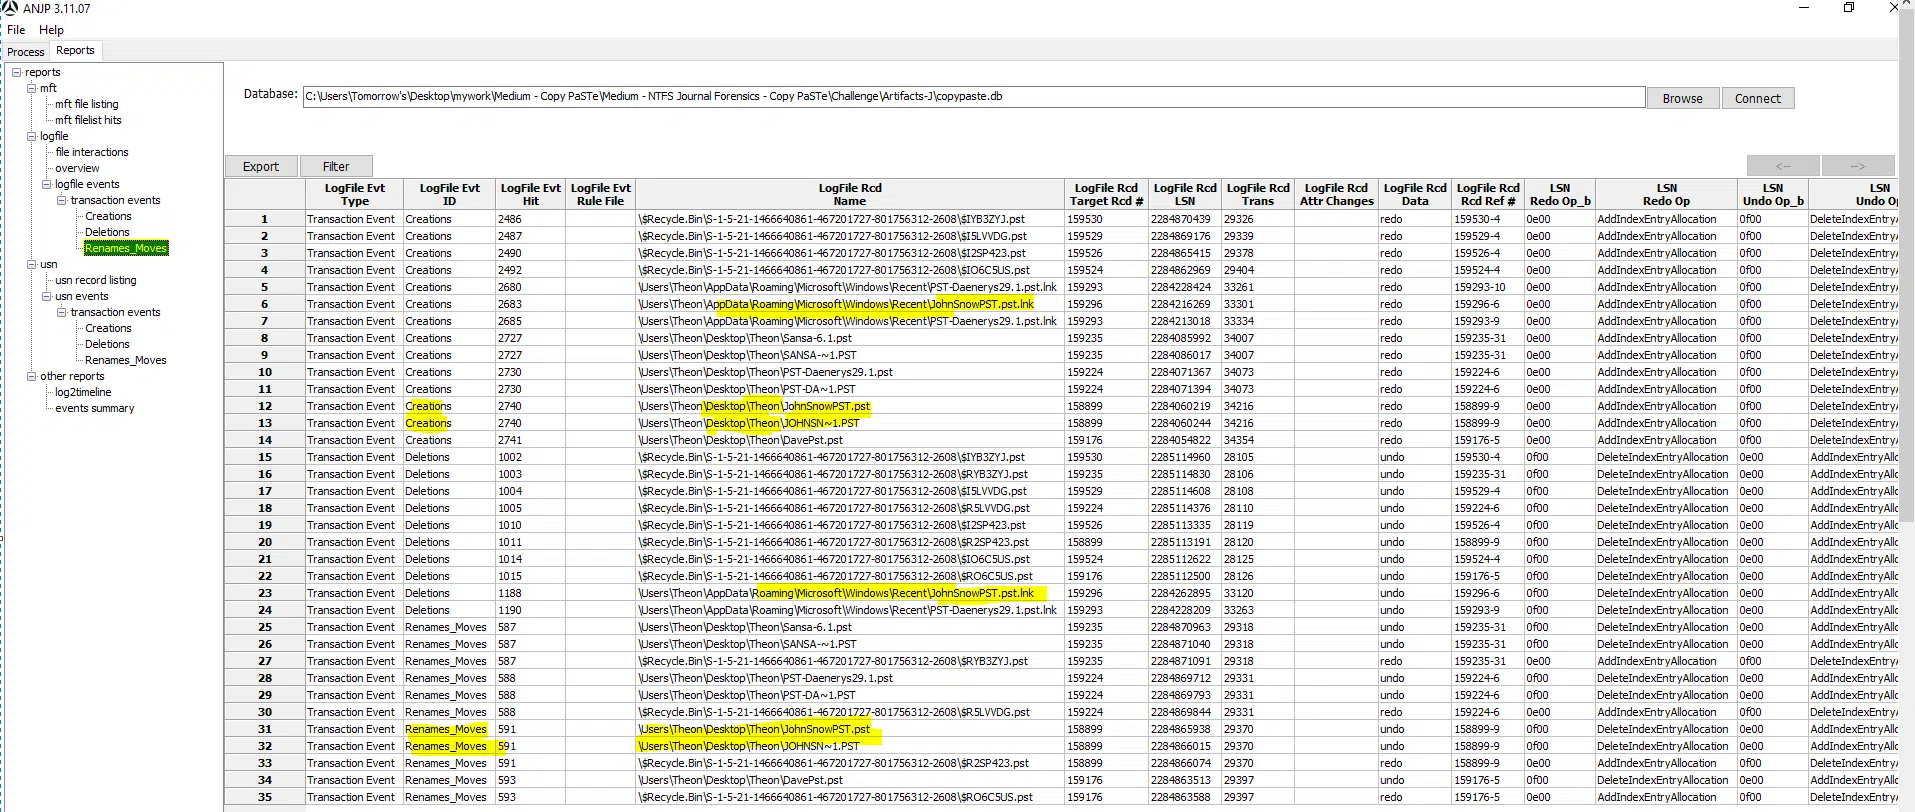 ANJP 3.11.07
File Help
Process Reports
reports
mft
mft file listing
mft filelist hits
logfile
file interactions
overview
logfile events
transaction events
Creations
Deletions
Renames_Moves
usn
usn record listing
usn events
transaction events
Creations
Deletions
Renames_Moves
other reports
log2timeline
events summary
Database: C:\Users\Tomorrow's\Desktop\mywork\Medium - Copy PaSTe\Medium - NTFS Journal Forensics - Copy PaSTe\Challenge\Artifacts-J\copypaste.db Browse Connect
Export Filter <-- -->
LogFile Evt Type LogFile Evt ID LogFile Evt Hit LogFile Evt Rule File LogFile Rcd Name LogFile Rcd Target Rcd # LogFile Rcd LSN LogFile Rcd Trans LogFile Rcd Attr Changes LogFile Rcd Data LogFile Rcd Rcd Ref # LSN Redo Op_b LSN Redo Op LSN Undo Op_b LSN Undo O
1 Transaction Event Creations 2486 \$Recycle.Bin\S-1-5-21-1466640861-467201727-801756312-2608\$IYB3ZYJ.pst 159530 2284870439 29326 redo 159530-4 0e00 AddIndexEntryAllocation 0f00 DeleteIndexEntry
2 Transaction Event Creations 2487 \$Recycle.Bin\S-1-5-21-1466640861-467201727-801756312-2608\$I5LVVDG.pst 159529 2284869176 29339 redo 159529-4 0e00 AddIndexEntryAllocation 0f00 DeleteIndexEntry
3 Transaction Event Creations 2490 \$Recycle.Bin\S-1-5-21-1466640861-467201727-801756312-2608\$I2SP423.pst 159526 2284865415 29378 redo 159526-4 0e00 AddIndexEntryAllocation 0f00 DeleteIndexEntry
4 Transaction Event Creations 2492 \$Recycle.Bin\S-1-5-21-1466640861-467201727-801756312-2608\$IO6C5US.pst 159524 2284862969 29404 redo 159524-4 0e00 AddIndexEntryAllocation 0f00 DeleteIndexEntry
5 Transaction Event Creations 2680 \Users\Theon\AppData\Roaming\Microsoft\Windows\Recent\PST-Daenerys29.1.pst.lnk 159293 2284228424 33261 redo 159293-10 0e00 AddIndexEntryAllocation 0f00 DeleteIndexEntry
6 Transaction Event Creations 2683 \Users\Theon\AppData\Roaming\Microsoft\Windows\Recent\JohnSnowPST.pst.lnk 159296 2284216269 33301 redo 159296-6 0e00 AddIndexEntryAllocation 0f00 DeleteIndexEntry
7 Transaction Event Creations 2685 \Users\Theon\AppData\Roaming\Microsoft\Windows\Recent\PST-Daenerys29.1.pst.lnk 159293 2284213018 33334 redo 159293-9 0e00 AddIndexEntryAllocation 0f00 DeleteIndexEntry
8 Transaction Event Creations 2727 \Users\Theon\Desktop\Theon\Sansa-6.1.pst 159235 2284085992 34007 redo 159235-31 0e00 AddIndexEntryAllocation 0f00 DeleteIndexEntry
9 Transaction Event Creations 2727 \Users\Theon\Desktop\Theon\SANSA-~1.PST 159235 2284086017 34007 redo 159235-31 0e00 AddIndexEntryAllocation 0f00 DeleteIndexEntry
10 Transaction Event Creations 2730 \Users\Theon\Desktop\Theon\PST-Daenerys29.1.pst 159224 2284071367 34073 redo 159224-6 0e00 AddIndexEntryAllocation 0f00 DeleteIndexEntry
11 Transaction Event Creations 2730 \Users\Theon\Desktop\Theon\PST-DA~1.PST 159224 2284071394 34073 redo 159224-6 0e00 AddIndexEntryAllocation 0f00 DeleteIndexEntry
12 Transaction Event Creations 2740 \Users\Theon\Desktop\Theon\JohnSnowPST.pst 158899 2284060219 34216 redo 158899-9 0e00 AddIndexEntryAllocation 0f00 DeleteIndexEntry
13 Transaction Event Creations 2740 \Users\Theon\Desktop\Theon\JOHNSN~1.PST 158899 2284060244 34216 redo 158899-9 0e00 AddIndexEntryAllocation 0f00 DeleteIndexEntry
14 Transaction Event Creations 2741 \Users\Theon\Desktop\Theon\DavePst.pst 159176 2284054822 34354 redo 159176-5 0e00 AddIndexEntryAllocation 0f00 DeleteIndexEntry
15 Transaction Event Deletions 1002 \$Recycle.Bin\S-1-5-21-1466640861-467201727-801756312-2608\$IYB3ZYJ.pst 159530 2285114960 28105 undo 159530-4 0f00 DeleteIndexEntryAllocation 0e00 AddIndexEntryAlloc
16 Transaction Event Deletions 1003 \$Recycle.Bin\S-1-5-21-1466640861-467201727-801756312-2608\$RYB3ZYJ.pst 159235 2285114830 28106 undo 159235-31 0f00 DeleteIndexEntryAllocation 0e00 AddIndexEntryAlloc
17 Transaction Event Deletions 1004 \$Recycle.Bin\S-1-5-21-1466640861-467201727-801756312-2608\$I5LVVDG.pst 159529 2285114608 28108 undo 159529-4 0f00 DeleteIndexEntryAllocation 0e00 AddIndexEntryAlloc
18 Transaction Event Deletions 1005 \$Recycle.Bin\S-1-5-21-1466640861-467201727-801756312-2608\$R5LVVDG.pst 159224 2285114376 28110 undo 159224-6 0f00 DeleteIndexEntryAllocation 0e00 AddIndexEntryAlloc
19 Transaction Event Deletions 1010 \$Recycle.Bin\S-1-5-21-1466640861-467201727-801756312-2608\$I2SP423.pst 159526 2285113335 28119 undo 159526-4 0f00 DeleteIndexEntryAllocation 0e00 AddIndexEntryAlloc
20 Transaction Event Deletions 1011 \$Recycle.Bin\S-1-5-21-1466640861-467201727-801756312-2608\$R2SP423.pst 158899 2285113191 28120 undo 158899-9 0f00 DeleteIndexEntryAllocation 0e00 AddIndexEntryAlloc
21 Transaction Event Deletions 1014 \$Recycle.Bin\S-1-5-21-1466640861-467201727-801756312-2608\$IO6C5US.pst 159524 2285112622 28125 undo 159524-4 0f00 DeleteIndexEntryAllocation 0e00 AddIndexEntryAlloc
22 Transaction Event Deletions 1015 \$Recycle.Bin\S-1-5-21-1466640861-467201727-801756312-2608\$RO6C5US.pst 159176 2285112500 28126 undo 159176-5 0f00 DeleteIndexEntryAllocation 0e00 AddIndexEntryAlloc
23 Transaction Event Deletions 1188 \Users\Theon\AppData\Roaming\Microsoft\Windows\Recent\JohnSnowPST.pst.lnk 159296 2284262895 33120 undo 159296-6 0f00 DeleteIndexEntryAllocation 0e00 AddIndexEntryAlloc
24 Transaction Event Deletions 1190 \Users\Theon\AppData\Roaming\Microsoft\Windows\Recent\PST-Daenerys29.1.pst.lnk 159293 2284228209 33263 undo 159293-9 0f00 DeleteIndexEntryAllocation 0e00 AddIndexEntryAlloc
25 Transaction Event Renames_Moves 587 \Users\Theon\Desktop\Theon\Sansa-6.1.pst 159235 2284870963 29318 undo 159235-31 0f00 DeleteIndexEntryAllocation 0e00 AddIndexEntryAlloc
26 Transaction Event Renames_Moves 587 \Users\Theon\Desktop\Theon\SANSA-~1.PST 159235 2284871040 29318 undo 159235-31 0f00 DeleteIndexEntryAllocation 0e00 AddIndexEntryAlloc
27 Transaction Event Renames_Moves 587 \$Recycle.Bin\S-1-5-21-1466640861-467201727-801756312-2608\$RYB3ZYJ.pst 159235 2284871091 29318 redo 159235-31 0e00 AddIndexEntryAllocation 0f00 DeleteIndexEntry
28 Transaction Event Renames_Moves 588 \Users\Theon\Desktop\Theon\PST-Daenerys29.1.pst 159224 2284869712 29331 undo 159224-6 0f00 DeleteIndexEntryAllocation 0e00 AddIndexEntryAlloc
29 Transaction Event Renames_Moves 588 \Users\Theon\Desktop\Theon\PST-DA~1.PST 159224 2284869793 29331 undo 159224-6 0f00 DeleteIndexEntryAllocation 0e00 AddIndexEntryAlloc
30 Transaction Event Renames_Moves 588 \$Recycle.Bin\S-1-5-21-1466640861-467201727-801756312-2608\$R5LVVDG.pst 159224 2284869844 29331 redo 159224-6 0e00 AddIndexEntryAllocation 0f00 DeleteIndexEntry
31 Transaction Event Renames_Moves 591 \Users\Theon\Desktop\Theon\JohnSnowPST.pst 158899 2284865938 29370 undo 158899-9 0f00 DeleteIndexEntryAllocation 0e00 AddIndexEntryAlloc
32 Transaction Event Renames_Moves 591 \Users\Theon\Desktop\Theon\JOHNSN~1.PST 158899 2284866015 29370 undo 158899-9 0f00 DeleteIndexEntryAllocation 0e00 AddIndexEntryAlloc
33 Transaction Event Renames_Moves 591 \$Recycle.Bin\S-1-5-21-1466640861-467201727-801756312-2608\$R2SP423.pst 158899 2284866074 29370 redo 158899-9 0e00 AddIndexEntryAllocation 0f00 DeleteIndexEntry
34 Transaction Event Renames_Moves 593 \Users\Theon\Desktop\Theon\DavePst.pst 159176 2284863513 29397 undo 159176-5 0f00 DeleteIndexEntryAllocation 0e00 AddIndexEntryAlloc
35 Transaction Event Renames_Moves 593 \$Recycle.Bin\S-1-5-21-1466640861-467201727-801756312-2608\$RO6C5US.pst 159176 2284863588 29397 redo 159176-5 0e00 AddIndexEntryAllocation 0f00 DeleteIndexEntry